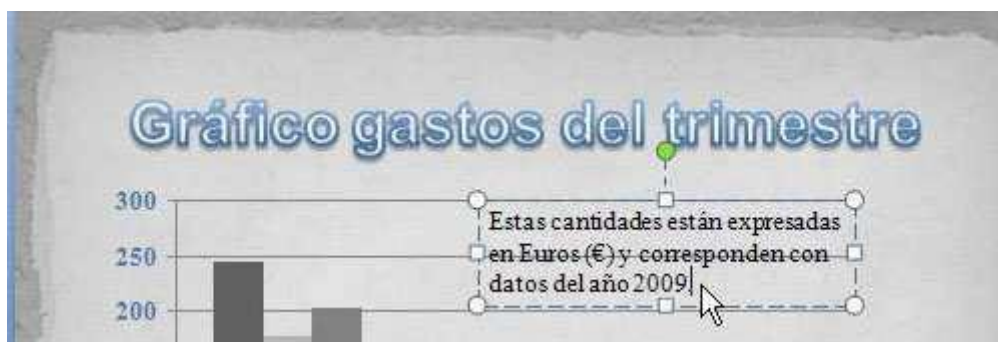 Gráfico gastos del trimestre
300
Estas cantidades están expresadas
250
en Euros (€) y corresponden con
datos del año 2009
200